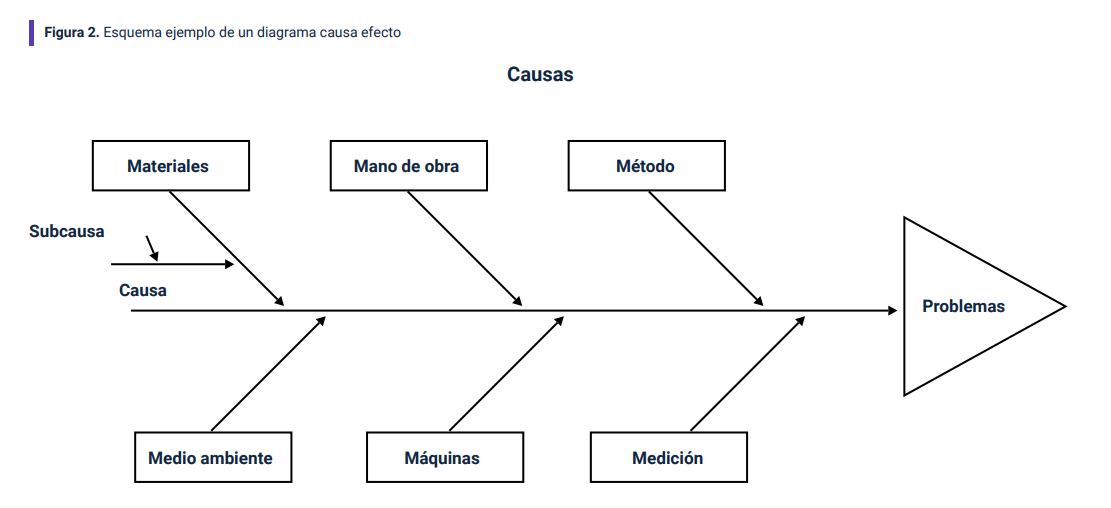 Figura 2. Esquema ejemplo de un diagrama causa efecto
Causas
Materiales
Mano de obra
Método
Subcausa
Causa
Problemas
Medio ambiente
Máquinas
Medición